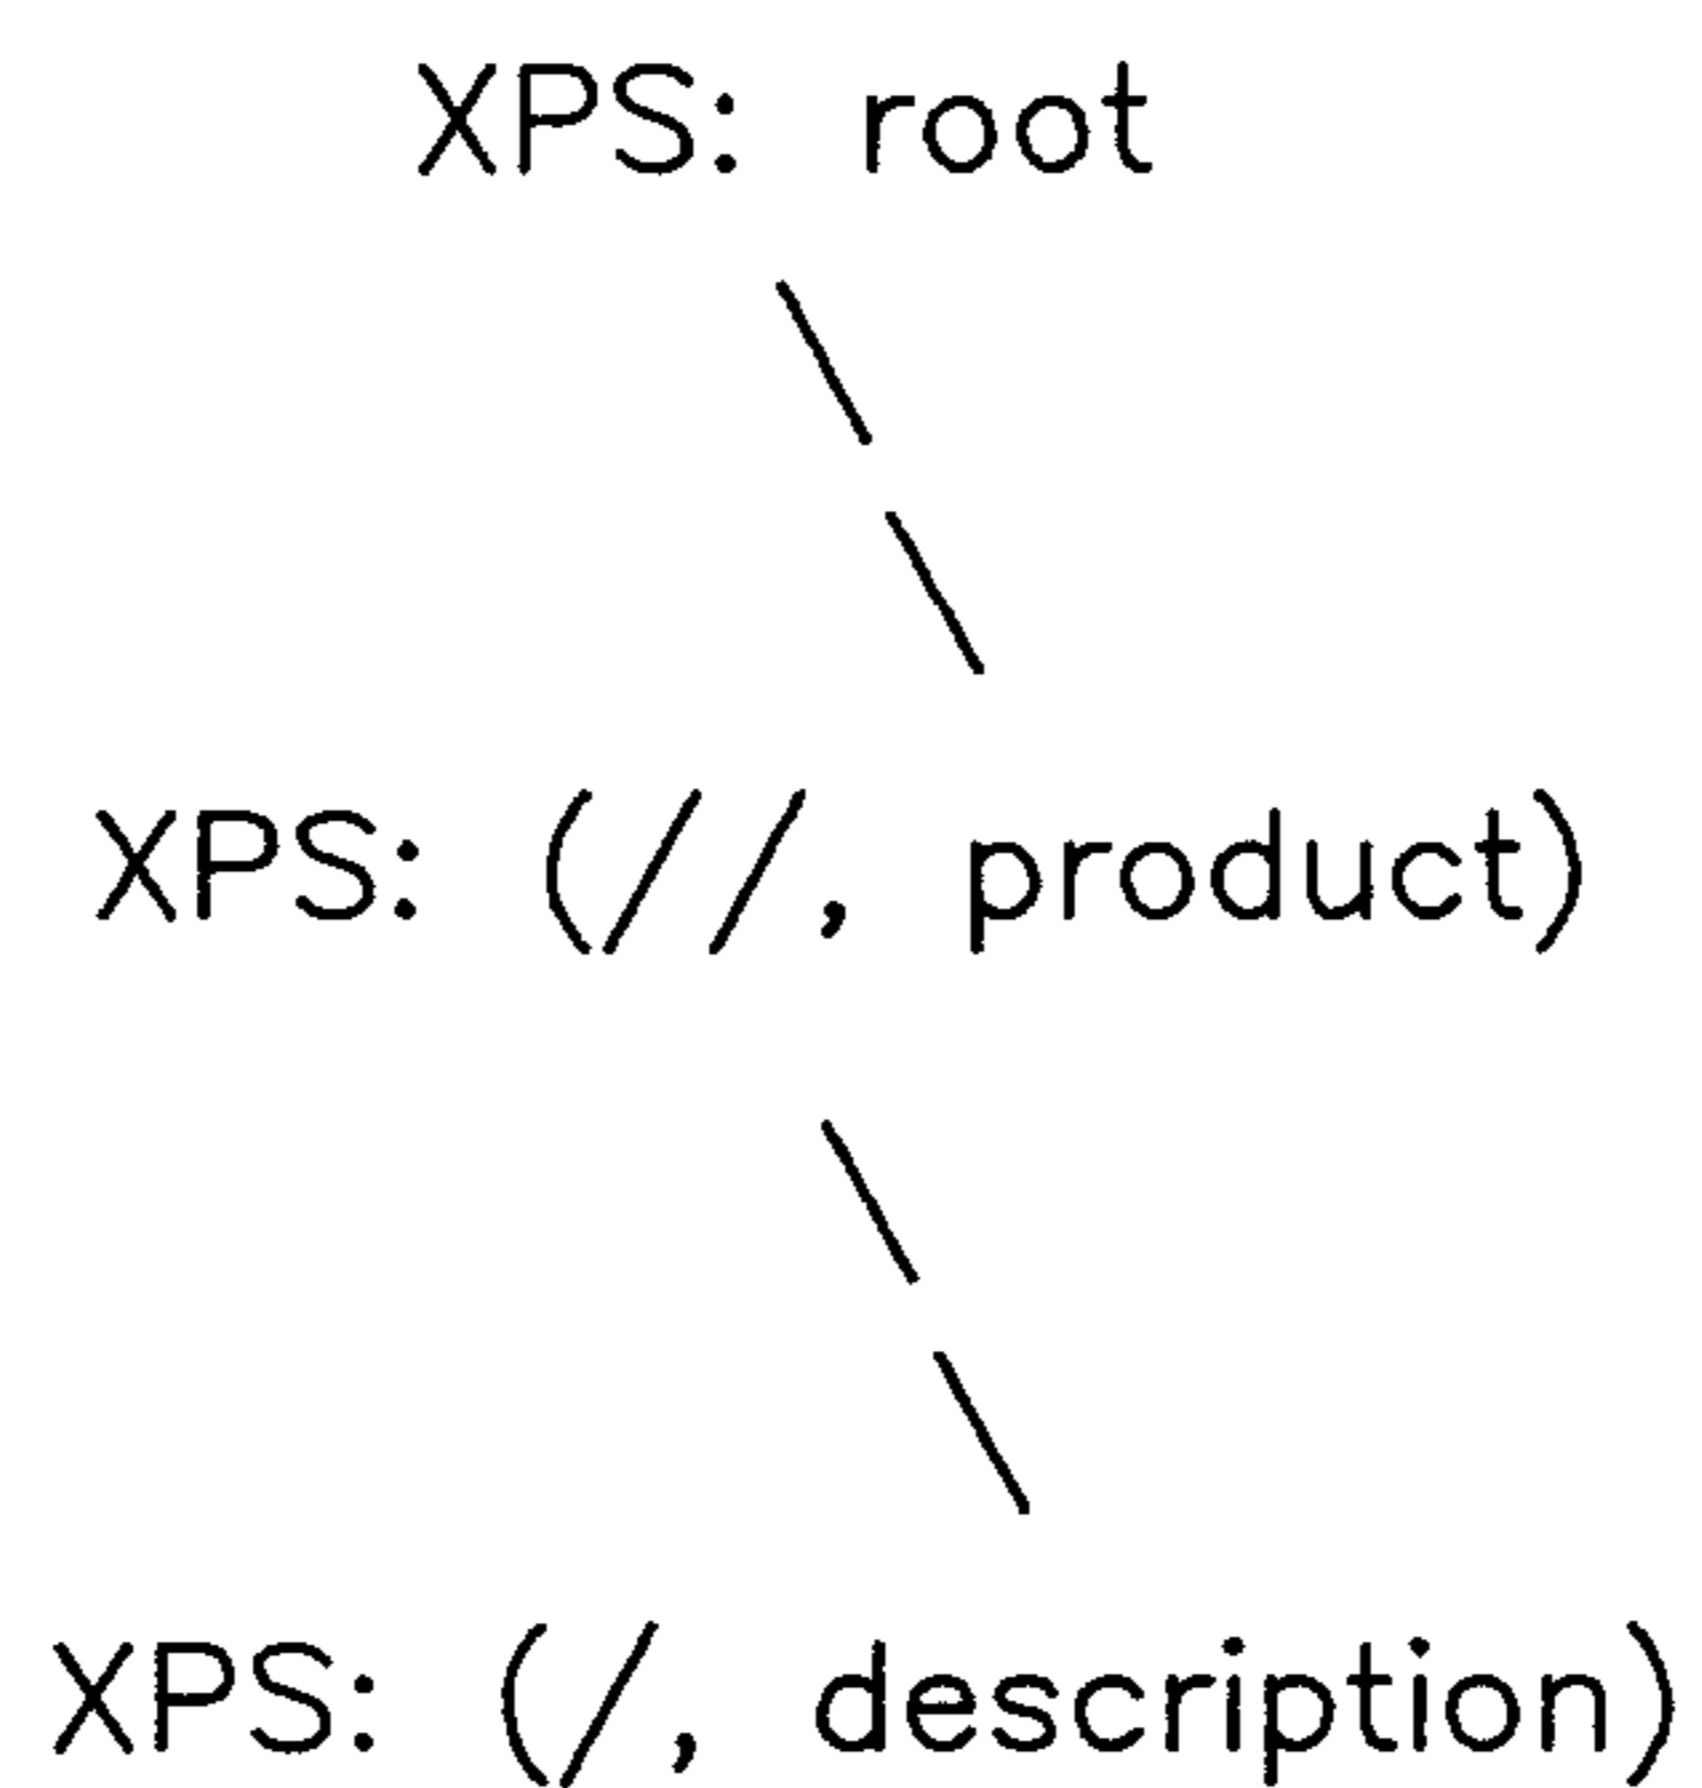 XPS: root
XPS: (//, product)
XPS: (/, description)